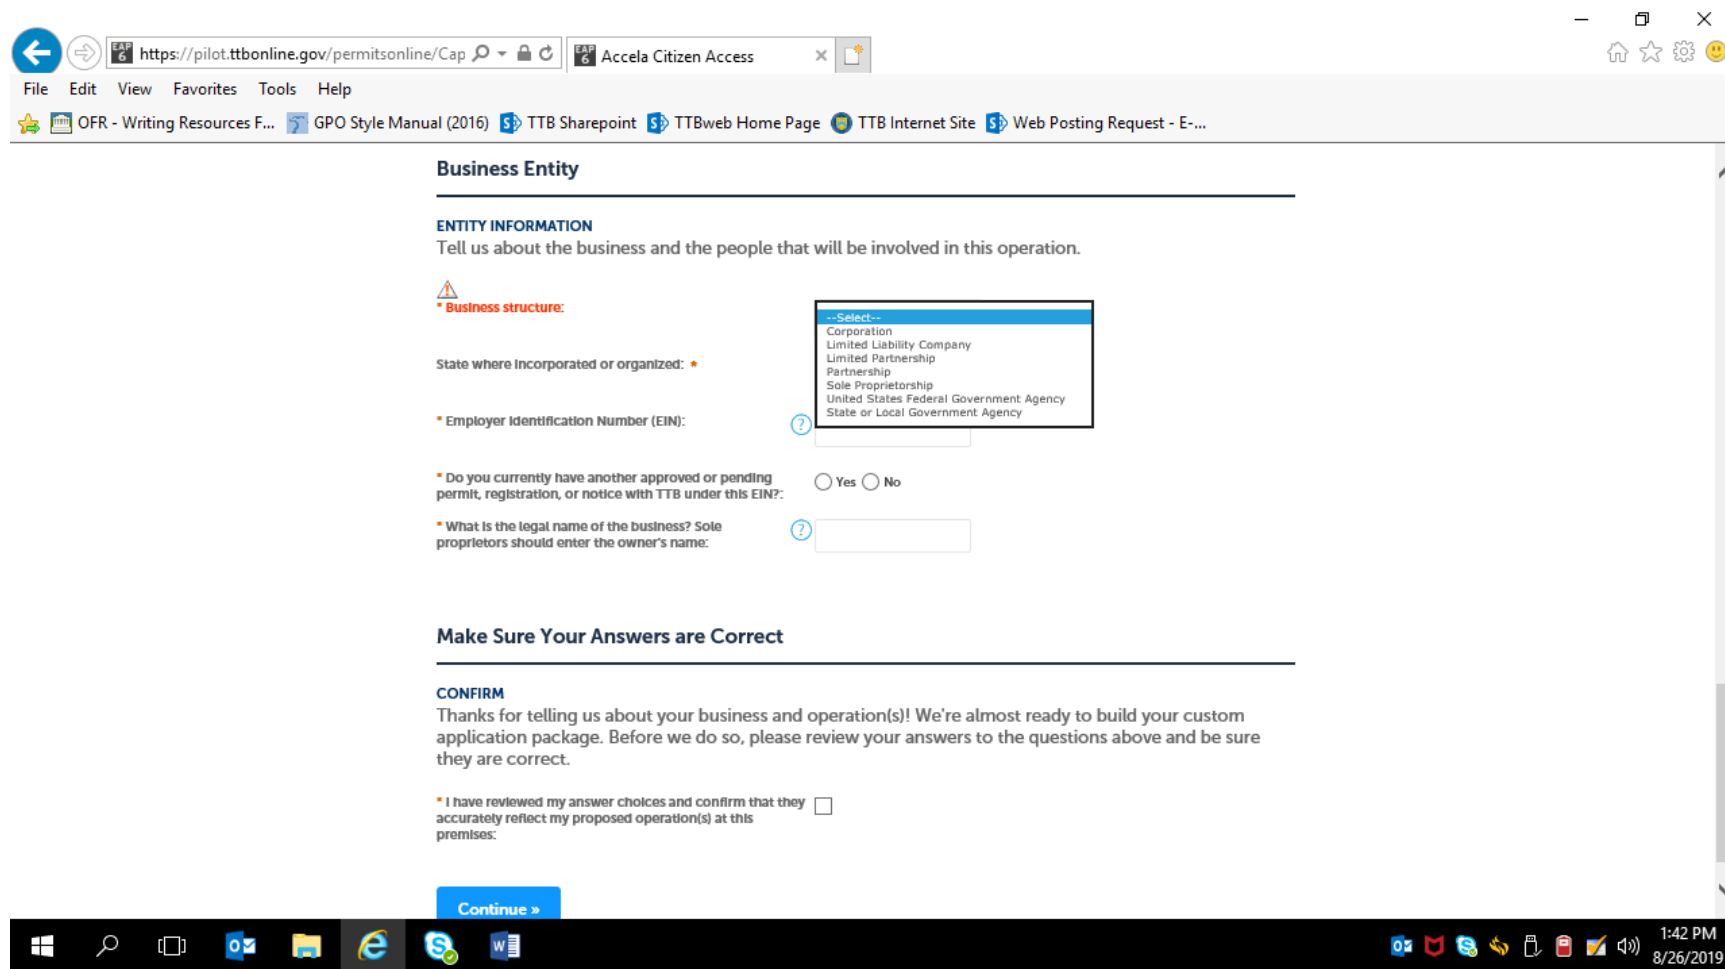 EAP 6 https://pilot.ttbonline.gov/permitsonline/Cap
EAP 6 Accela Citizen Access
File Edit View Favorites Tools Help
OFR - Writing Resources F... GPO Style Manual (2016) TTB Sharepoint TTBweb Home Page TTB Internet Site Web Posting Request - E-...
Business Entity
ENTITY INFORMATION
Tell us about the business and the people that will be involved in this operation.
* Business structure:
--Select--
Corporation
Limited Liability Company
Limited Partnership
Partnership
Sole Proprietorship
United States Federal Government Agency
State or Local Government Agency
State where incorporated or organized: *
* Employer Identification Number (EIN): ?
* Do you currently have another approved or pending
permit, registration, or notice with TTB under this EIN?:
Yes No
* What is the legal name of the business? Sole
proprietors should enter the owner's name:
?
Make Sure Your Answers are Correct
CONFIRM
Thanks for telling us about your business and operation(s)! We're almost ready to build your custom
application package. Before we do so, please review your answers to the questions above and be sure
they are correct.
* I have reviewed my answer choices and confirm that they
accurately reflect my proposed operation(s) at this
premises:
Continue »
1:42 PM
8/26/2019